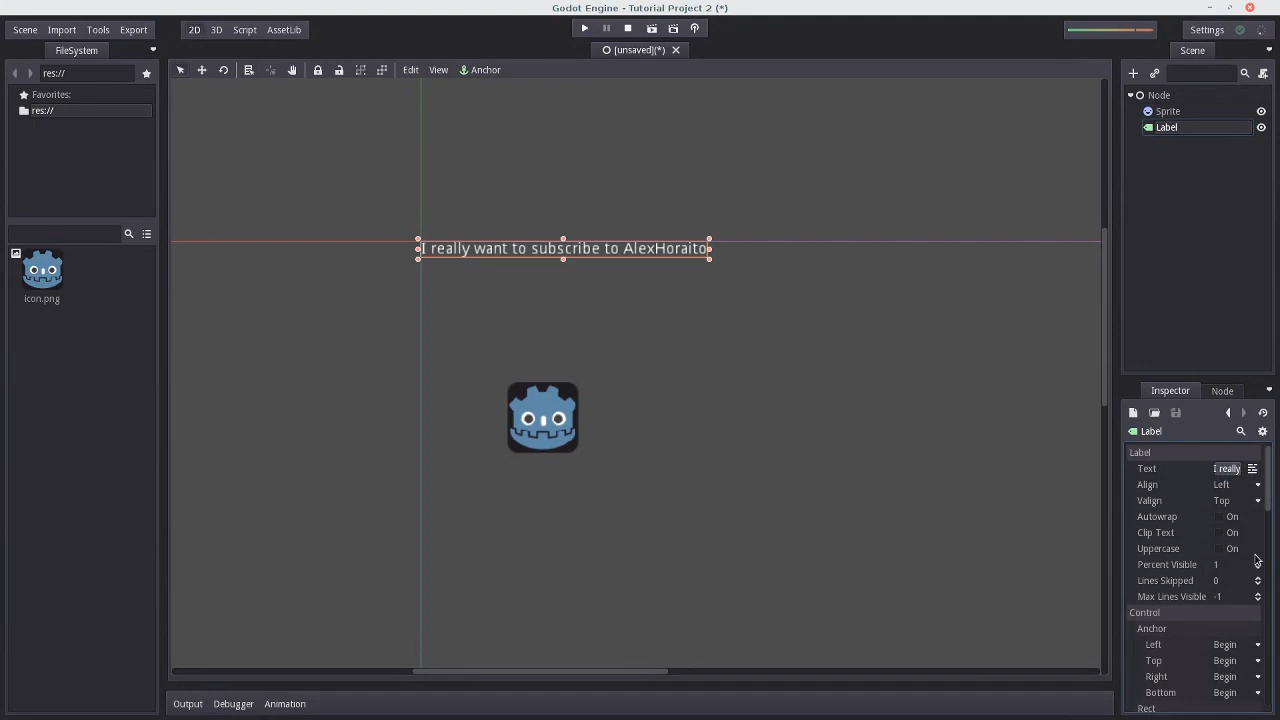 Godot Engine - Tutorial Project 2 (*)
Scene Import Tools Export
2D 3D Script AssetLib
Settings
FileSystem
[unsaved](*)
Scene
res://
Edit View Anchor
Favorites:
res://
Node
Sprite
Label
I really want to subscribe to AlexHoraito
icon.png
Inspector Node
Label
Label
Text I really
Align Left
Valign Top
Autowrap On
Clip Text On
Uppercase On
Percent Visible 1
Lines Skipped 0
Max Lines Visible -1
Control
Anchor
Left Begin
Top Begin
Right Begin
Bottom Begin
Rect
Output Debugger Animation